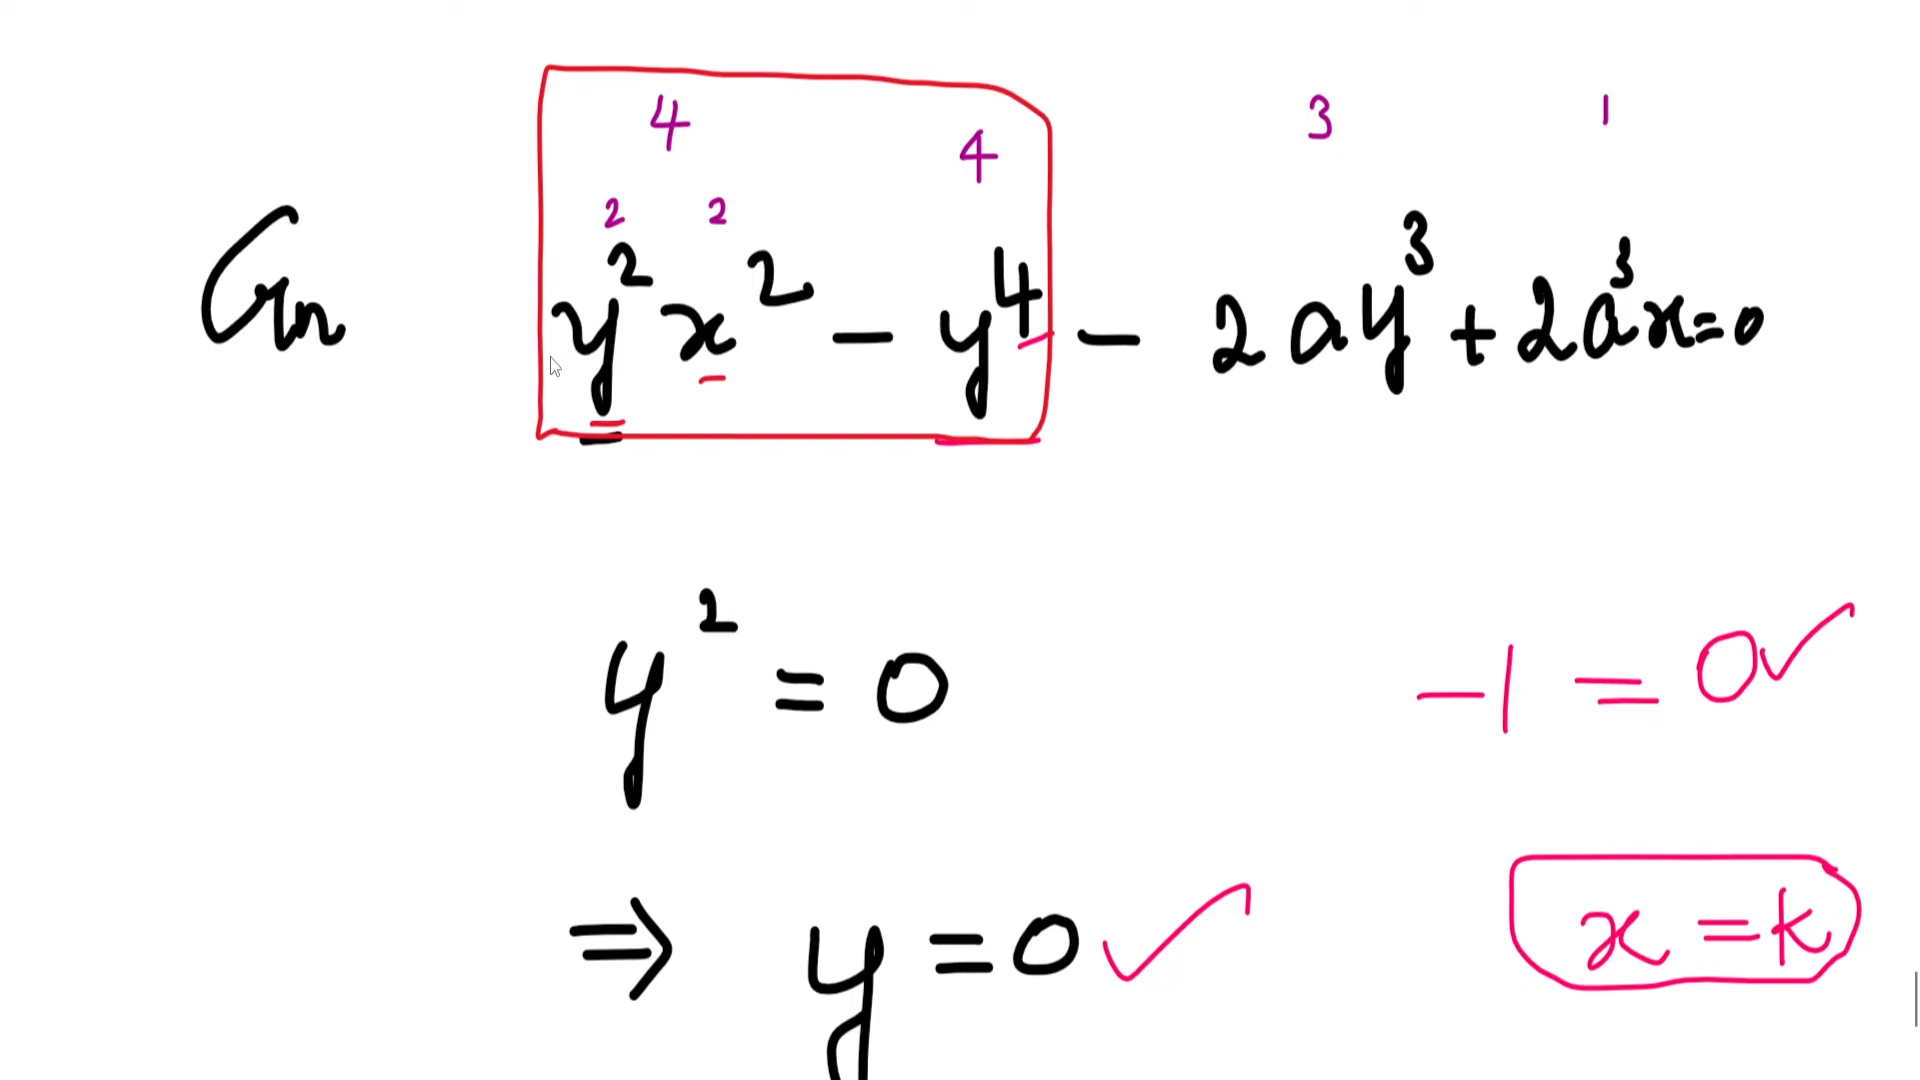 4 4 3 1
2 2
Gn y²x² - y⁴ - 2ay³ + 2a³x = 0
y² = 0 -1 = 0 ✓
⇒ y = 0 ✓ x = k